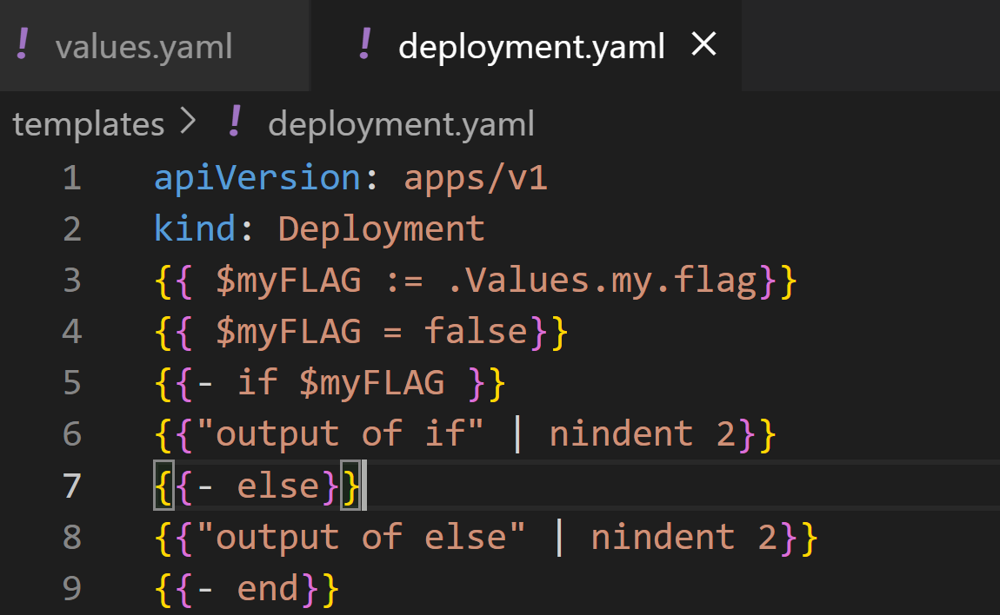 ! values.yaml ! deployment.yaml ×
templates > ! deployment.yaml
1 apiVersion: apps/v1
2 kind: Deployment
3 {{ $myFLAG := .Values.my.flag}}
4 {{ $myFLAG = false}}
5 {{- if $myFLAG }}
6 {{"output of if" | nindent 2}}
7 {{- else}}
8 {{"output of else" | nindent 2}}
9 {{- end}}